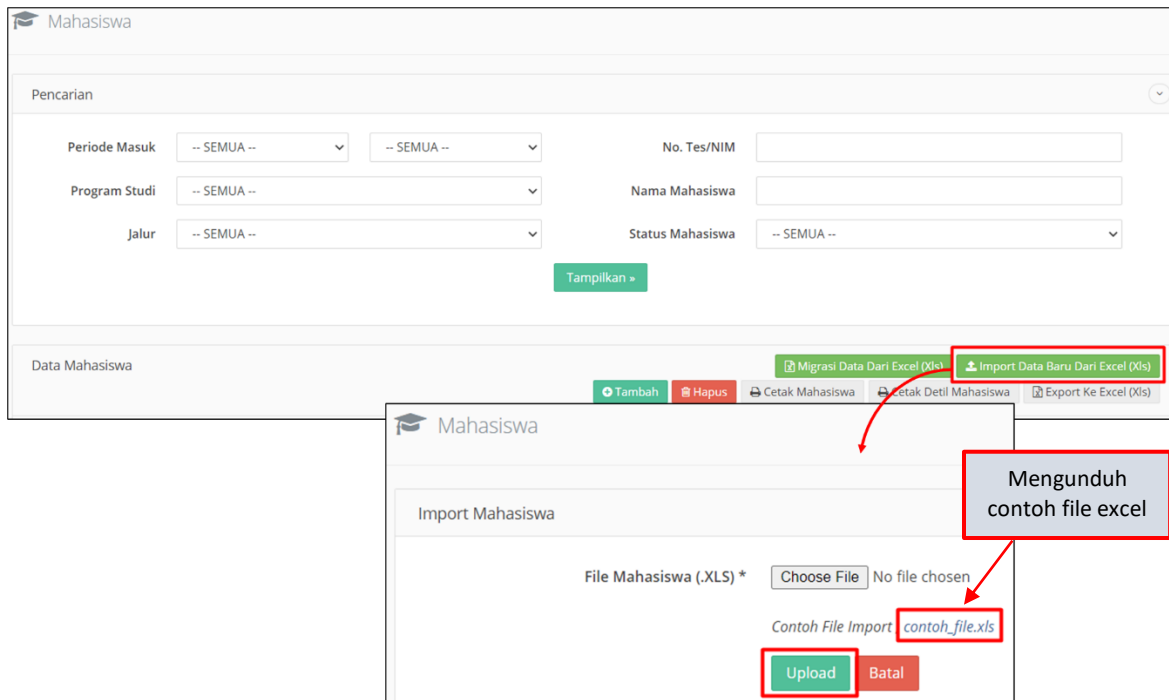 Mahasiswa
Pencarian
Periode Masuk -- SEMUA -- -- SEMUA -- No. Tes/NIM
Program Studi -- SEMUA -- Nama Mahasiswa
Jalur -- SEMUA -- Status Mahasiswa -- SEMUA --
Tampilkan »
Data Mahasiswa Migrasi Data Dari Excel (Xls) Import Data Baru Dari Excel (Xls)
Tambah Hapus Cetak Mahasiswa Cetak Detil Mahasiswa Export Ke Excel (Xls)
Mahasiswa
Mengunduh
contoh file excel
Import Mahasiswa
File Mahasiswa (.XLS) * Choose File No file chosen
Contoh File Import contoh_file.xls
Upload Batal